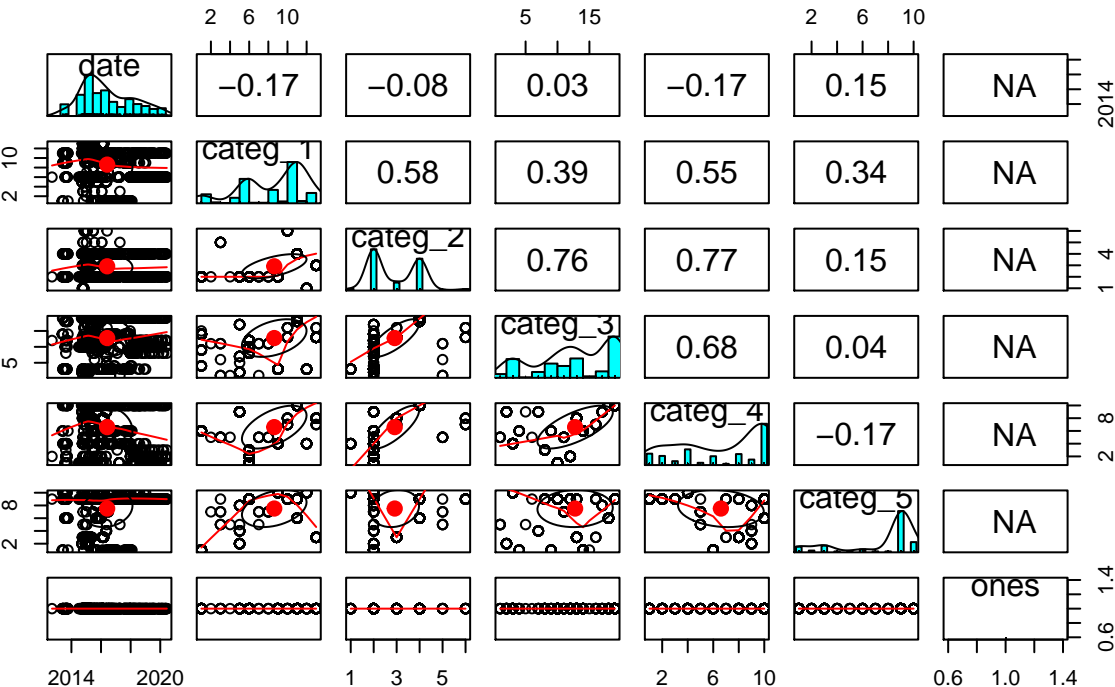 2 6 10 5 15 2 6 10
date −0.17 −0.08 0.03 −0.17 0.15 NA 2014
2 10 categ_1 0.58 0.39 0.55 0.34 NA
categ_2 0.76 0.77 0.15 NA 1 4
5 categ_3 0.68 0.04 NA
categ_4 −0.17 NA 2 8
2 8 categ_5 NA
ones 0.6 1.4
2014 2020 1 3 5 2 6 10 0.6 1.0 1.4